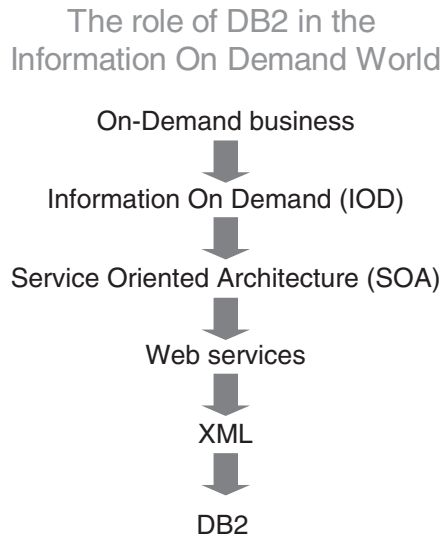 The role of DB2 in the
Information On Demand World
On-Demand business
Information On Demand (IOD)
Service Oriented Architecture (SOA)
Web services
XML
DB2